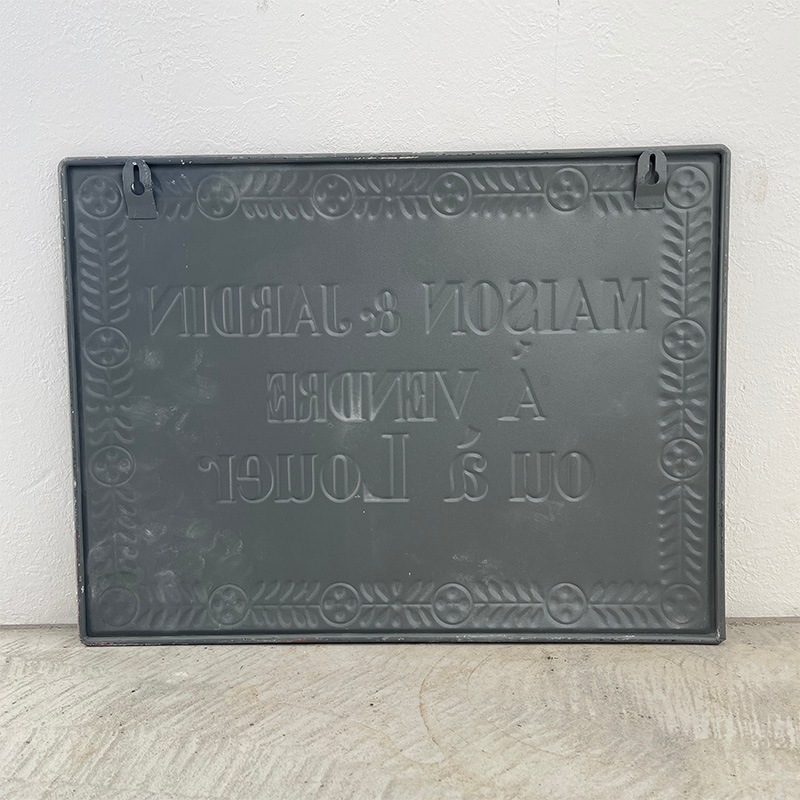 MAISON & JARDIN
À VENDRE
ou à Louer